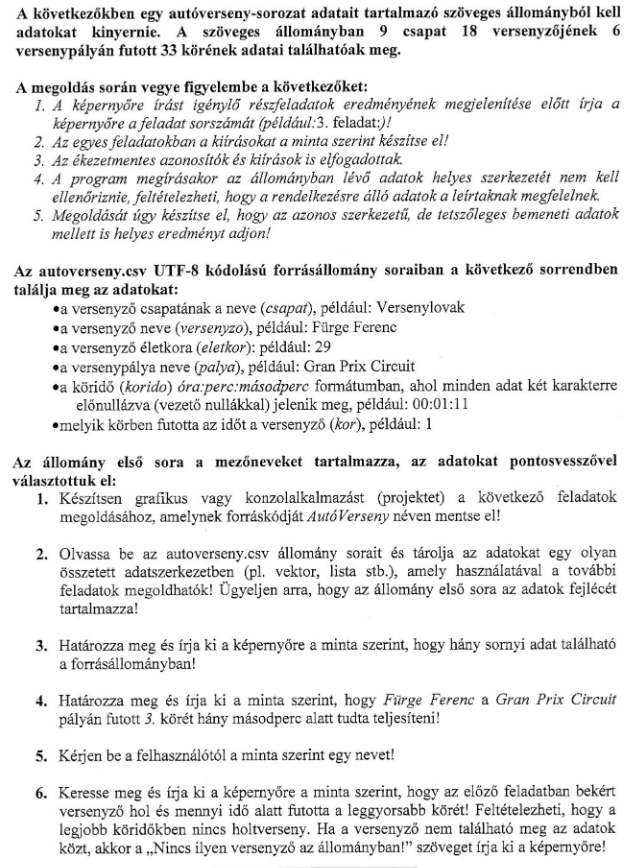 A következőkben egy autóverseny-sorozat adatait tartalmazó szöveges állományból kell
adatokat kinyernie. A szöveges állományban 9 csapat 18 versenyzőjének 6
versenypályán futott 33 körének adatai találhatóak meg.
A megoldás során vegye figyelembe a következőket:
1. A képernyőre írást igénylő részfeladatok eredményének megjelenítése előtt írja a
képernyőre a feladat sorszámát (például:3. feladat:)!
2. Az egyes feladatokban a kiírásokat a minta szerint készítse el!
3. Az ékezetmentes azonosítók és kiírások is elfogadottak.
4. A program megírásakor az állományban lévő adatok helyes szerkezetét nem kell
ellenőriznie, feltételezheti, hogy a rendelkezésre álló adatok a leírtaknak megfelelnek.
5. Megoldását úgy készítse el, hogy az azonos szerkezetű, de tetszőleges bemeneti adatok
mellett is helyes eredményt adjon!
Az autoverseny.csv UTF-8 kódolású forrásállomány soraiban a következő sorrendben
találja meg az adatokat:
•a versenyző csapatának a neve (csapat), például: Versenylovak
•a versenyző neve (versenyzo), például: Fürge Ferenc
•a versenyző életkora (eletkor): például: 29
•a versenypálya neve (palya), például: Gran Prix Circuit
•a köridő (korido) óra:perc:másodperc formátumban, ahol minden adat két karakterre
előnullázva (vezető nullákkal) jelenik meg, például: 00:01:11
•melyik körben futotta az időt a versenyző (kor), például: 1
Az állomány első sora a mezőneveket tartalmazza, az adatokat pontosvesszővel
választottuk el:
1. Készítsen grafikus vagy konzolalkalmazást (projektet) a következő feladatok
megoldásához, amelynek forráskódját AutóVerseny néven mentse el!
2. Olvassa be az autoverseny.csv állomány sorait és tárolja az adatokat egy olyan
összetett adatszerkezetben (pl. vektor, lista stb.), amely használatával a további
feladatok megoldhatók! Ügyeljen arra, hogy az állomány első sora az adatok fejlécét
tartalmazza!
3. Határozza meg és írja ki a képernyőre a minta szerint, hogy hány sornyi adat található
a forrásállományban!
4. Határozza meg és írja ki a minta szerint, hogy Fürge Ferenc a Gran Prix Circuit
pályán futott 3. körét hány másodperc alatt tudta teljesíteni!
5. Kérjen be a felhasználótól a minta szerint egy nevet!
6. Keresse meg és írja ki a képernyőre a minta szerint, hogy az előző feladatban bekért
versenyző hol és mennyi idő alatt futotta a leggyorsabb körét! Feltételezheti, hogy a
legjobb köridőkben nincs holtverseny. Ha a versenyző nem található meg az adatok
közt, akkor a „Nincs ilyen versenyző az állományban!” szöveget írja ki a képernyőre!